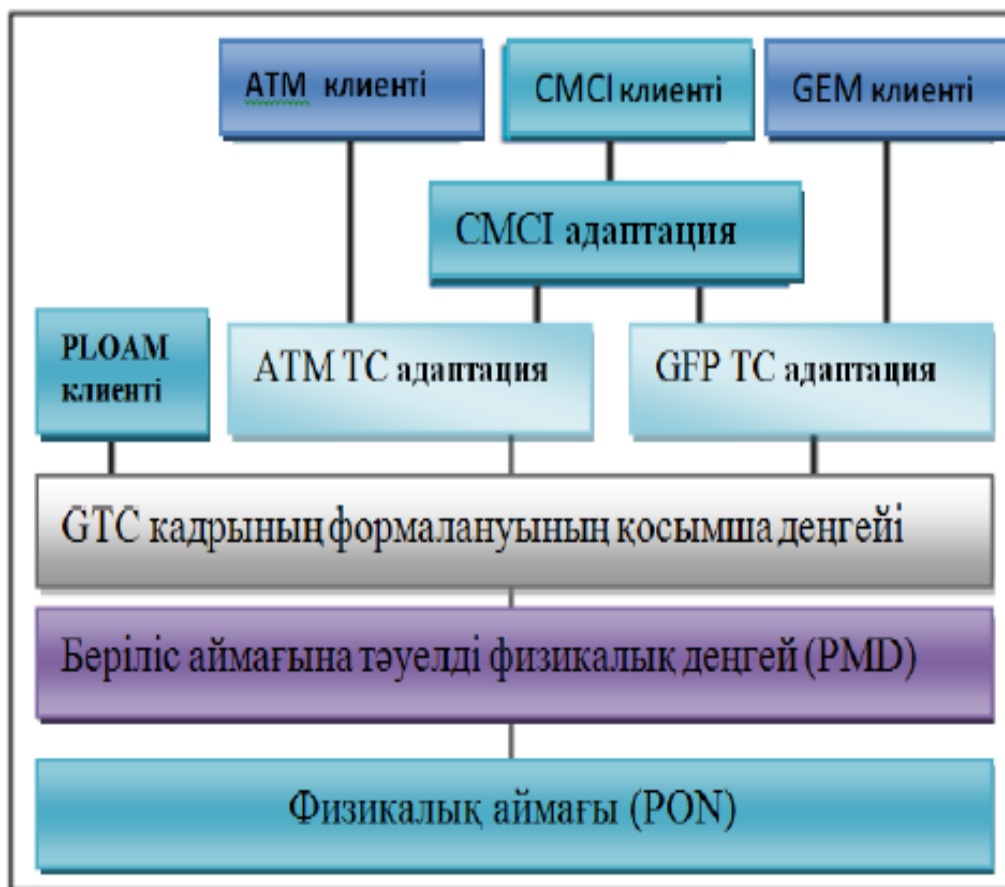 ATM клиенті
CMCI клиенті
GEM клиенті
CMCI адаптация
PLOAM
клиенті
ATM TC адаптация
GFP TC адаптация
GTC кадрының формалануының қосымша деңгейі
Беріліс аймағына тәуелді физикалық деңгей (PMD)
Физикалық аймағы (PON)